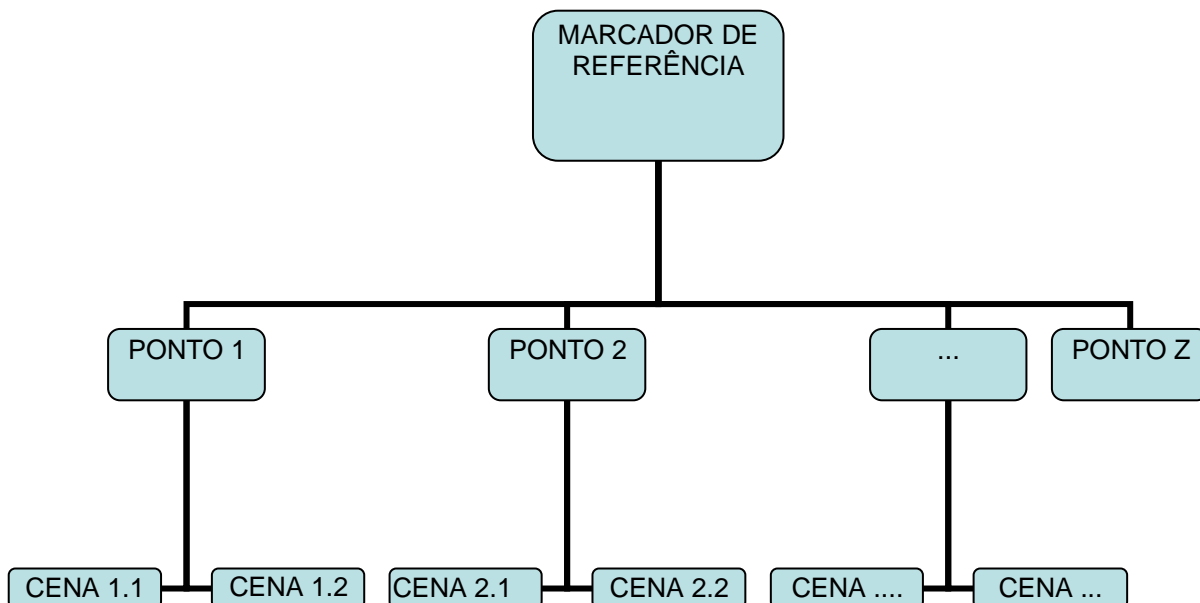 MARCADOR DE
REFERÊNCIA
PONTO 1
PONTO 2
...
PONTO Z
CENA 1.1
CENA 1.2
CENA 2.1
CENA 2.2
CENA ....
CENA ...